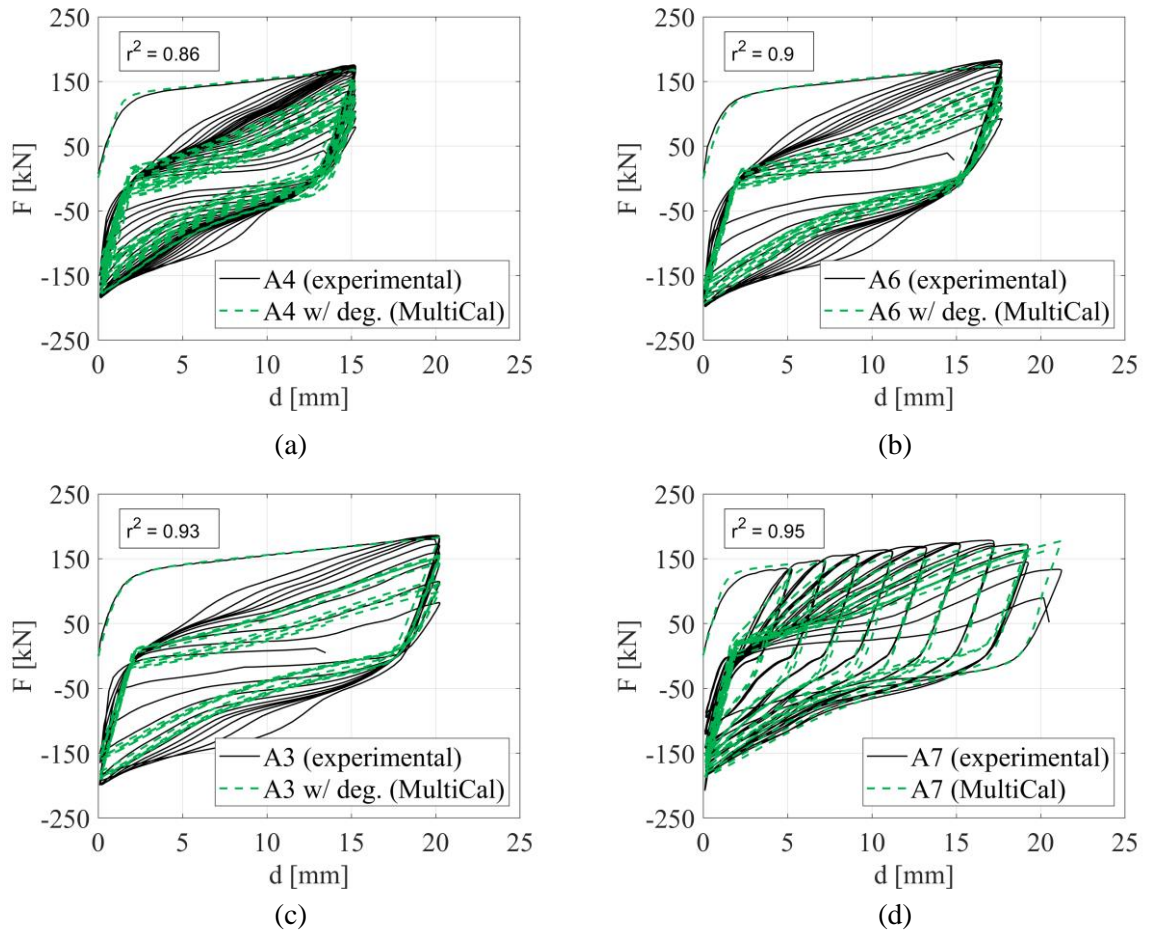 250
150
50
-50
-150
-250
F [kN]
r² = 0.86
A4 (experimental)
A4 w/ deg. (MultiCal)
0 5 10 15 20 25
d [mm]
(a)
250
150
50
-50
-150
-250
F [kN]
r² = 0.9
A6 (experimental)
A6 w/ deg. (MultiCal)
0 5 10 15 20 25
d [mm]
(b)
250
150
50
-50
-150
-250
F [kN]
r² = 0.93
A3 (experimental)
A3 w/ deg. (MultiCal)
0 5 10 15 20 25
d [mm]
(c)
250
150
50
-50
-150
-250
F [kN]
r² = 0.95
A7 (experimental)
A7 (MultiCal)
0 5 10 15 20 25
d [mm]
(d)